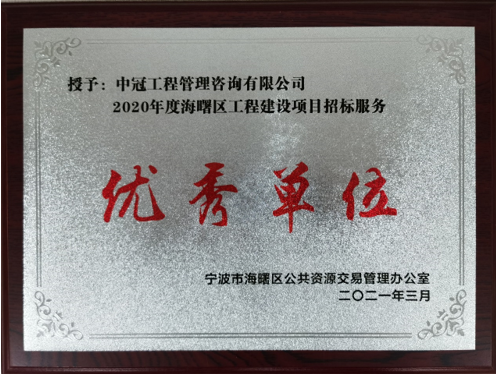 授予：中冠工程管理咨询有限公司
2020年度海曙区工程建设项目招标服务
优秀单位
宁波市海曙区公共资源交易管理办公室
二〇二一年三月